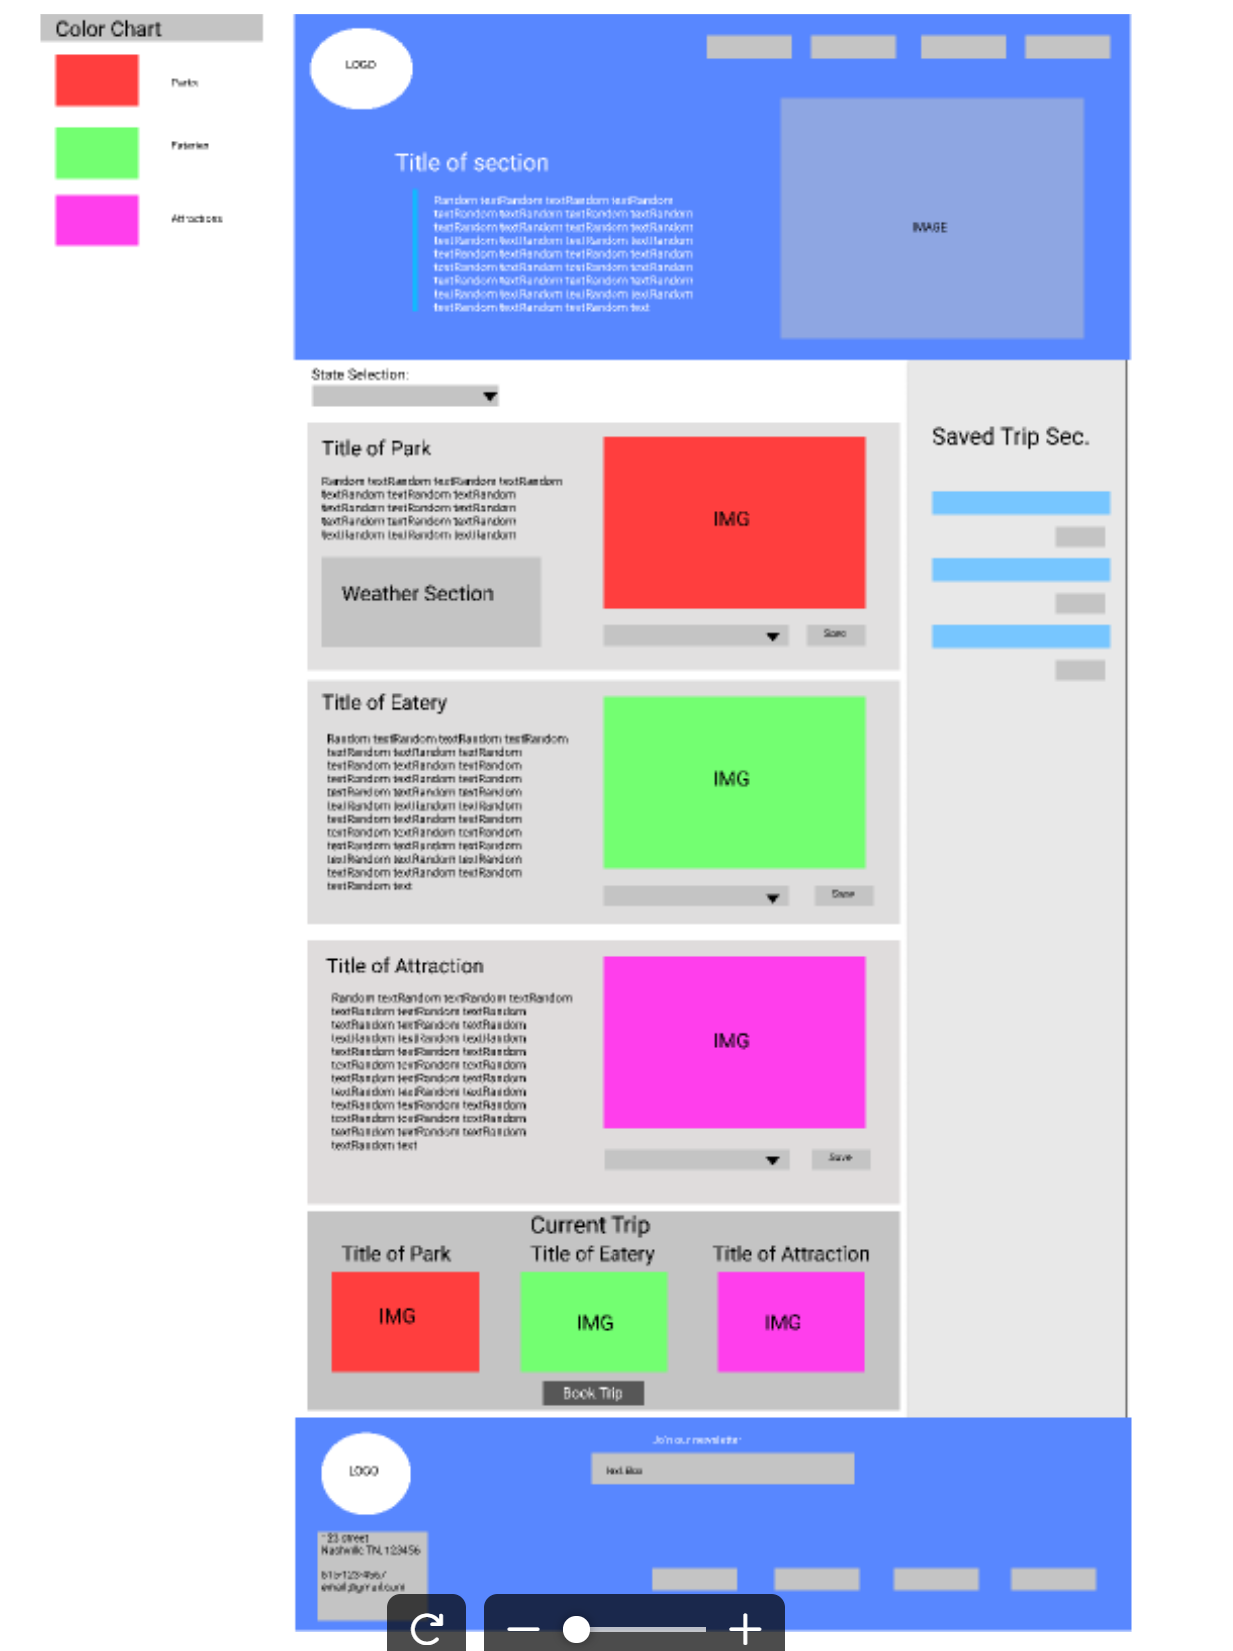 Color Chart
Parks
Eateries
Attractions
LOGO
Title of section
Random textRandom textRandom textRandom
textRandom textRandom textRandom textRandom
textRandom textRandom textRandom textRandom
textRandom textRandom textRandom textRandom
textRandom textRandom textRandom textRandom
textRandom textRandom textRandom textRandom
textRandom textRandom textRandom textRandom
textRandom textRandom textRandom textRandom
textRandom textRandom textRandom text
IMAGE
State Selection:
Title of Park
Random textRandom textRandom textRandom
textRandom textRandom textRandom
textRandom textRandom textRandom
textRandom textRandom textRandom
textRandom textRandom textRandom
Weather Section
IMG
Save
Saved Trip Sec.
Title of Eatery
Random textRandom textRandom textRandom
textRandom textRandom textRandom
textRandom textRandom textRandom
textRandom textRandom textRandom
textRandom textRandom textRandom
textRandom textRandom textRandom
textRandom textRandom textRandom
textRandom textRandom textRandom
textRandom textRandom textRandom
textRandom textRandom textRandom
textRandom textRandom textRandom
textRandom text
IMG
Save
Title of Attraction
Random textRandom textRandom textRandom
textRandom textRandom textRandom
textRandom textRandom textRandom
textRandom textRandom textRandom
textRandom textRandom textRandom
textRandom textRandom textRandom
textRandom textRandom textRandom
textRandom textRandom textRandom
textRandom textRandom textRandom
textRandom textRandom textRandom
textRandom textRandom textRandom
textRandom text
IMG
Save
Current Trip
Title of Park
Title of Eatery
Title of Attraction
IMG
IMG
IMG
Book Trip
LOGO
Join our newsletter
text Box
123 street
Nashville TN, 123456
615-123-4567
email@gmail.com